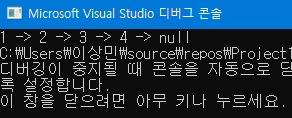 Microsoft Visual Studio 디버그 콘솔
1 -> 2 -> 3 -> 4 -> null
C:₩Users₩이상민₩source₩repos₩Project1
디버깅이 중지될 때 콘솔을 자동으로 닫
록 설정합니다.
이 창을 닫으려면 아무 키나 누르세요.